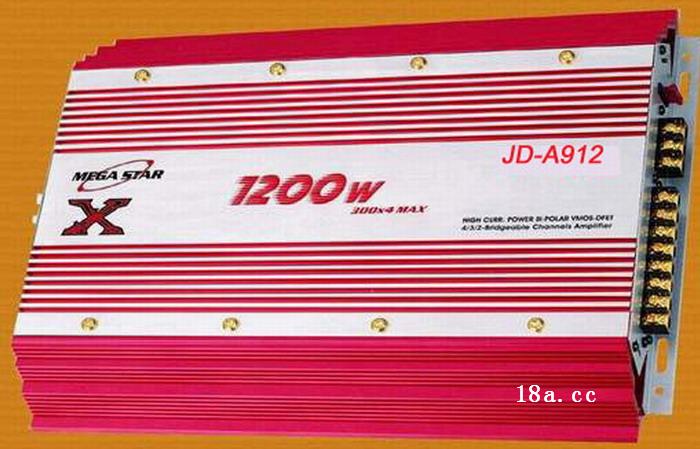 JD-A912
MEGA STAR
X
1200W
300x4 MAX
HIGH CURR. POWER BI-POLAR VMOS-DFET
4/3/2-Bridgeable Channels Amplifier
18a.cc